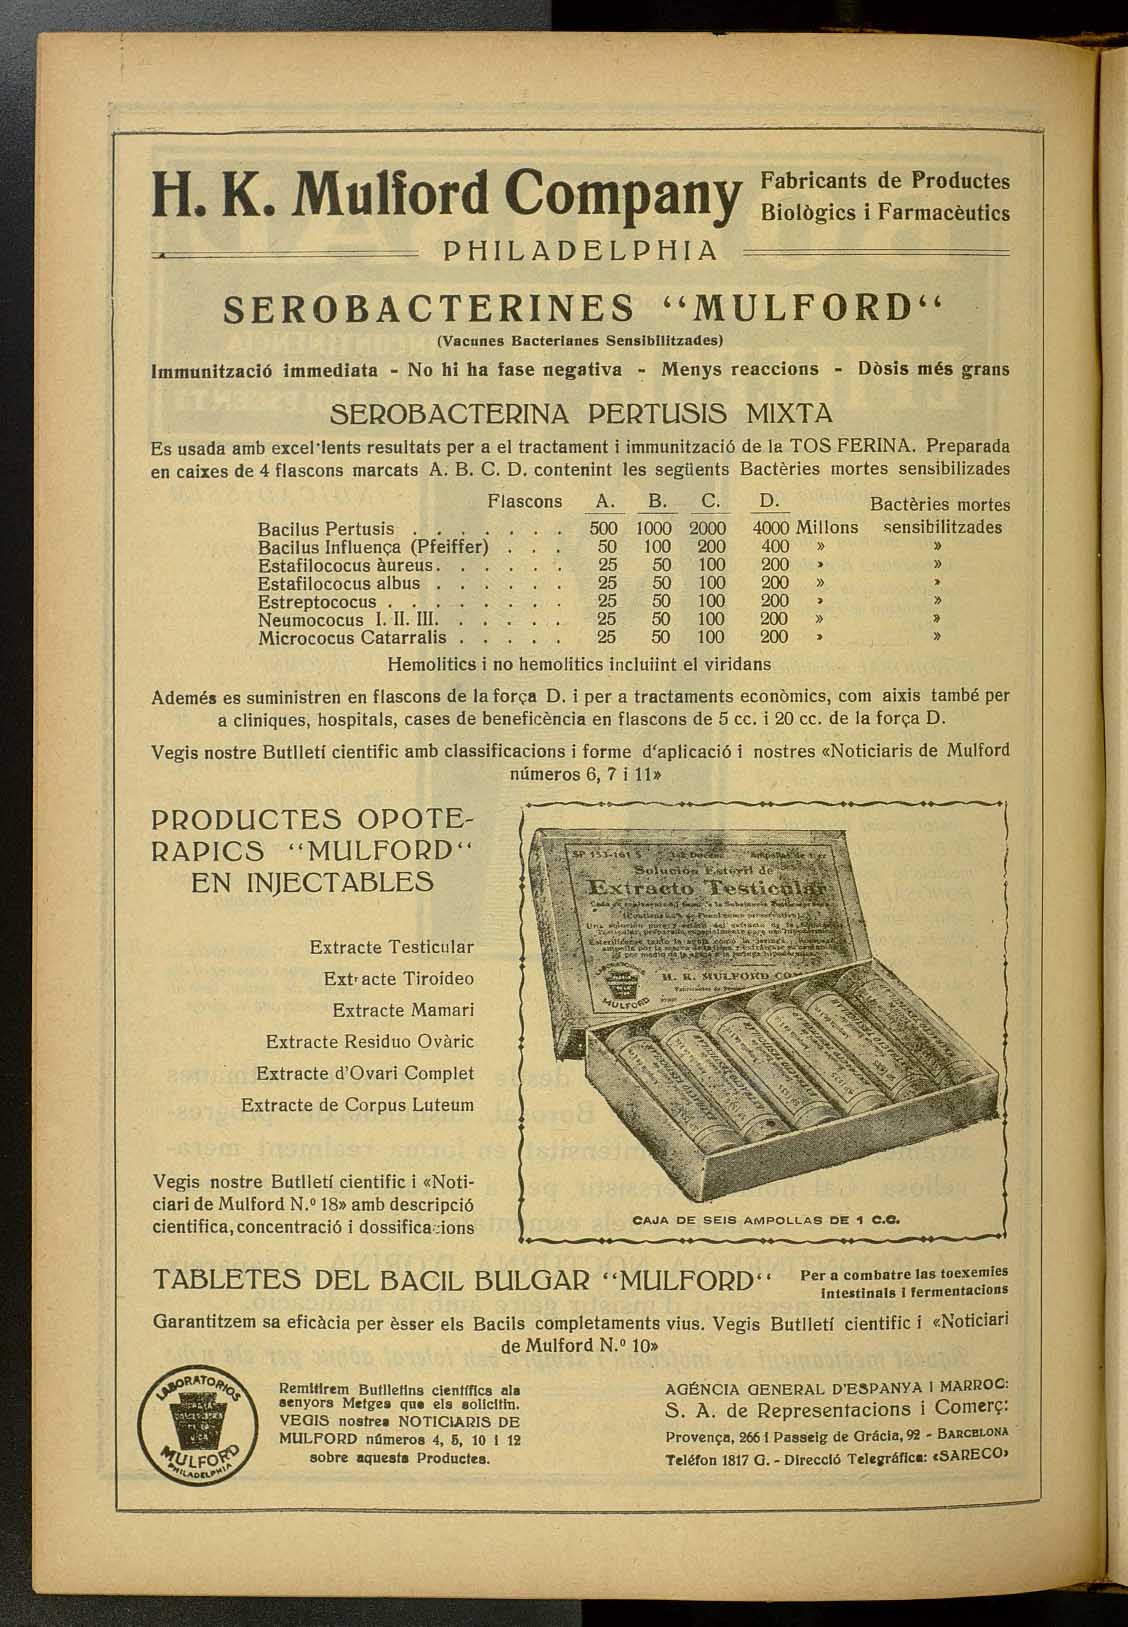 H. K. Mulford Company
Fabricants de Productes
Biològics i Farmacèutics
PHILADELPHIA
SEROBACTERINES “MULFORD“
(Vacunes Bacterianes Sensibilitzades)
Immunització immediata - No hi ha fase negativa - Menys reaccions - Dòsis més grans
SEROBACTERINA PERTUSIS MIXTA
Es usada amb excel·lents resultats per a el tractament i immunització de la TOS FERINA. Preparada
en caixes de 4 flascons marcats A. B. C. D. contenint les següents Bactèries mortes sensibilizades
Flascons A. B. C. D. Bactèries mortes
Bacilus Pertusis . . . . . . . 500 1000 2000 4000 Millons sensibilitzades
Bacilus Influença (Pfeiffer) . . . 50 100 200 400 » »
Estafilococus àureus. . . . . . 25 50 100 200 » »
Estafilococus albus . . . . . . 25 50 100 200 » »
Estreptococus . . . . . . . . 25 50 100 200 » »
Neumococus I. II. III. . . . . . 25 50 100 200 » »
Micrococus Catarralis . . . . . 25 50 100 200 » »
Hemolitics i no hemolitics incluiint el viridans
Ademés es suministren en flascons de la força D. i per a tractaments econòmics, com aixis també per
a cliniques, hospitals, cases de beneficència en flascons de 5 cc. i 20 cc. de la força D.
Vegis nostre Butlletí cientific amb classificacions i forme d‘aplicació i nostres «Noticiaris de Mulford
números 6, 7 i 11»
PRODUCTES OPOTE-
RAPICS “MULFORD“
EN INJECTABLES
Extracte Testicular
Extracte Tiroideo
Extracte Mamari
Extracte Residuo Ovàric
Extracte d'Ovari Complet
Extracte de Corpus Luteum
Vegis nostre Butlletí cientific i «Noti-
ciari de Mulford N.º 18» amb descripció
cientifica, concentració i dossificacions
SP 153-161 S
Solución Estéril de
Extracto Testicular
H. K. MULFORD CO
MULFORD
CAJA DE SEIS AMPOLLAS DE 1 C.C.
TABLETES DEL BACIL BULGAR “MULFORD“
Per a combatre las toexemies
intestinals i fermentacions
Garantitzem sa eficàcia per èsser els Bacils completaments vius. Vegis Butlletí cientific i «Noticiari
de Mulford N.º 10»
LABORATORIOS
MULFORD
PHILADELPHIA
Remitirem Butlletins científics als
senyors Metges que els solicitin.
VEGIS nostres NOTICIARIS DE
MULFORD números 4, 5, 10 i 12
sobre aquests Productes.
AGÉNCIA GENERAL D'ESPANYA I MARROC:
S. A. de Representacions i Comerç:
Provença, 266 i Passeig de Grácia, 92 - BARCELONA
Teléfon 1817 G. - Direcció Telegráfica: «SARECO»